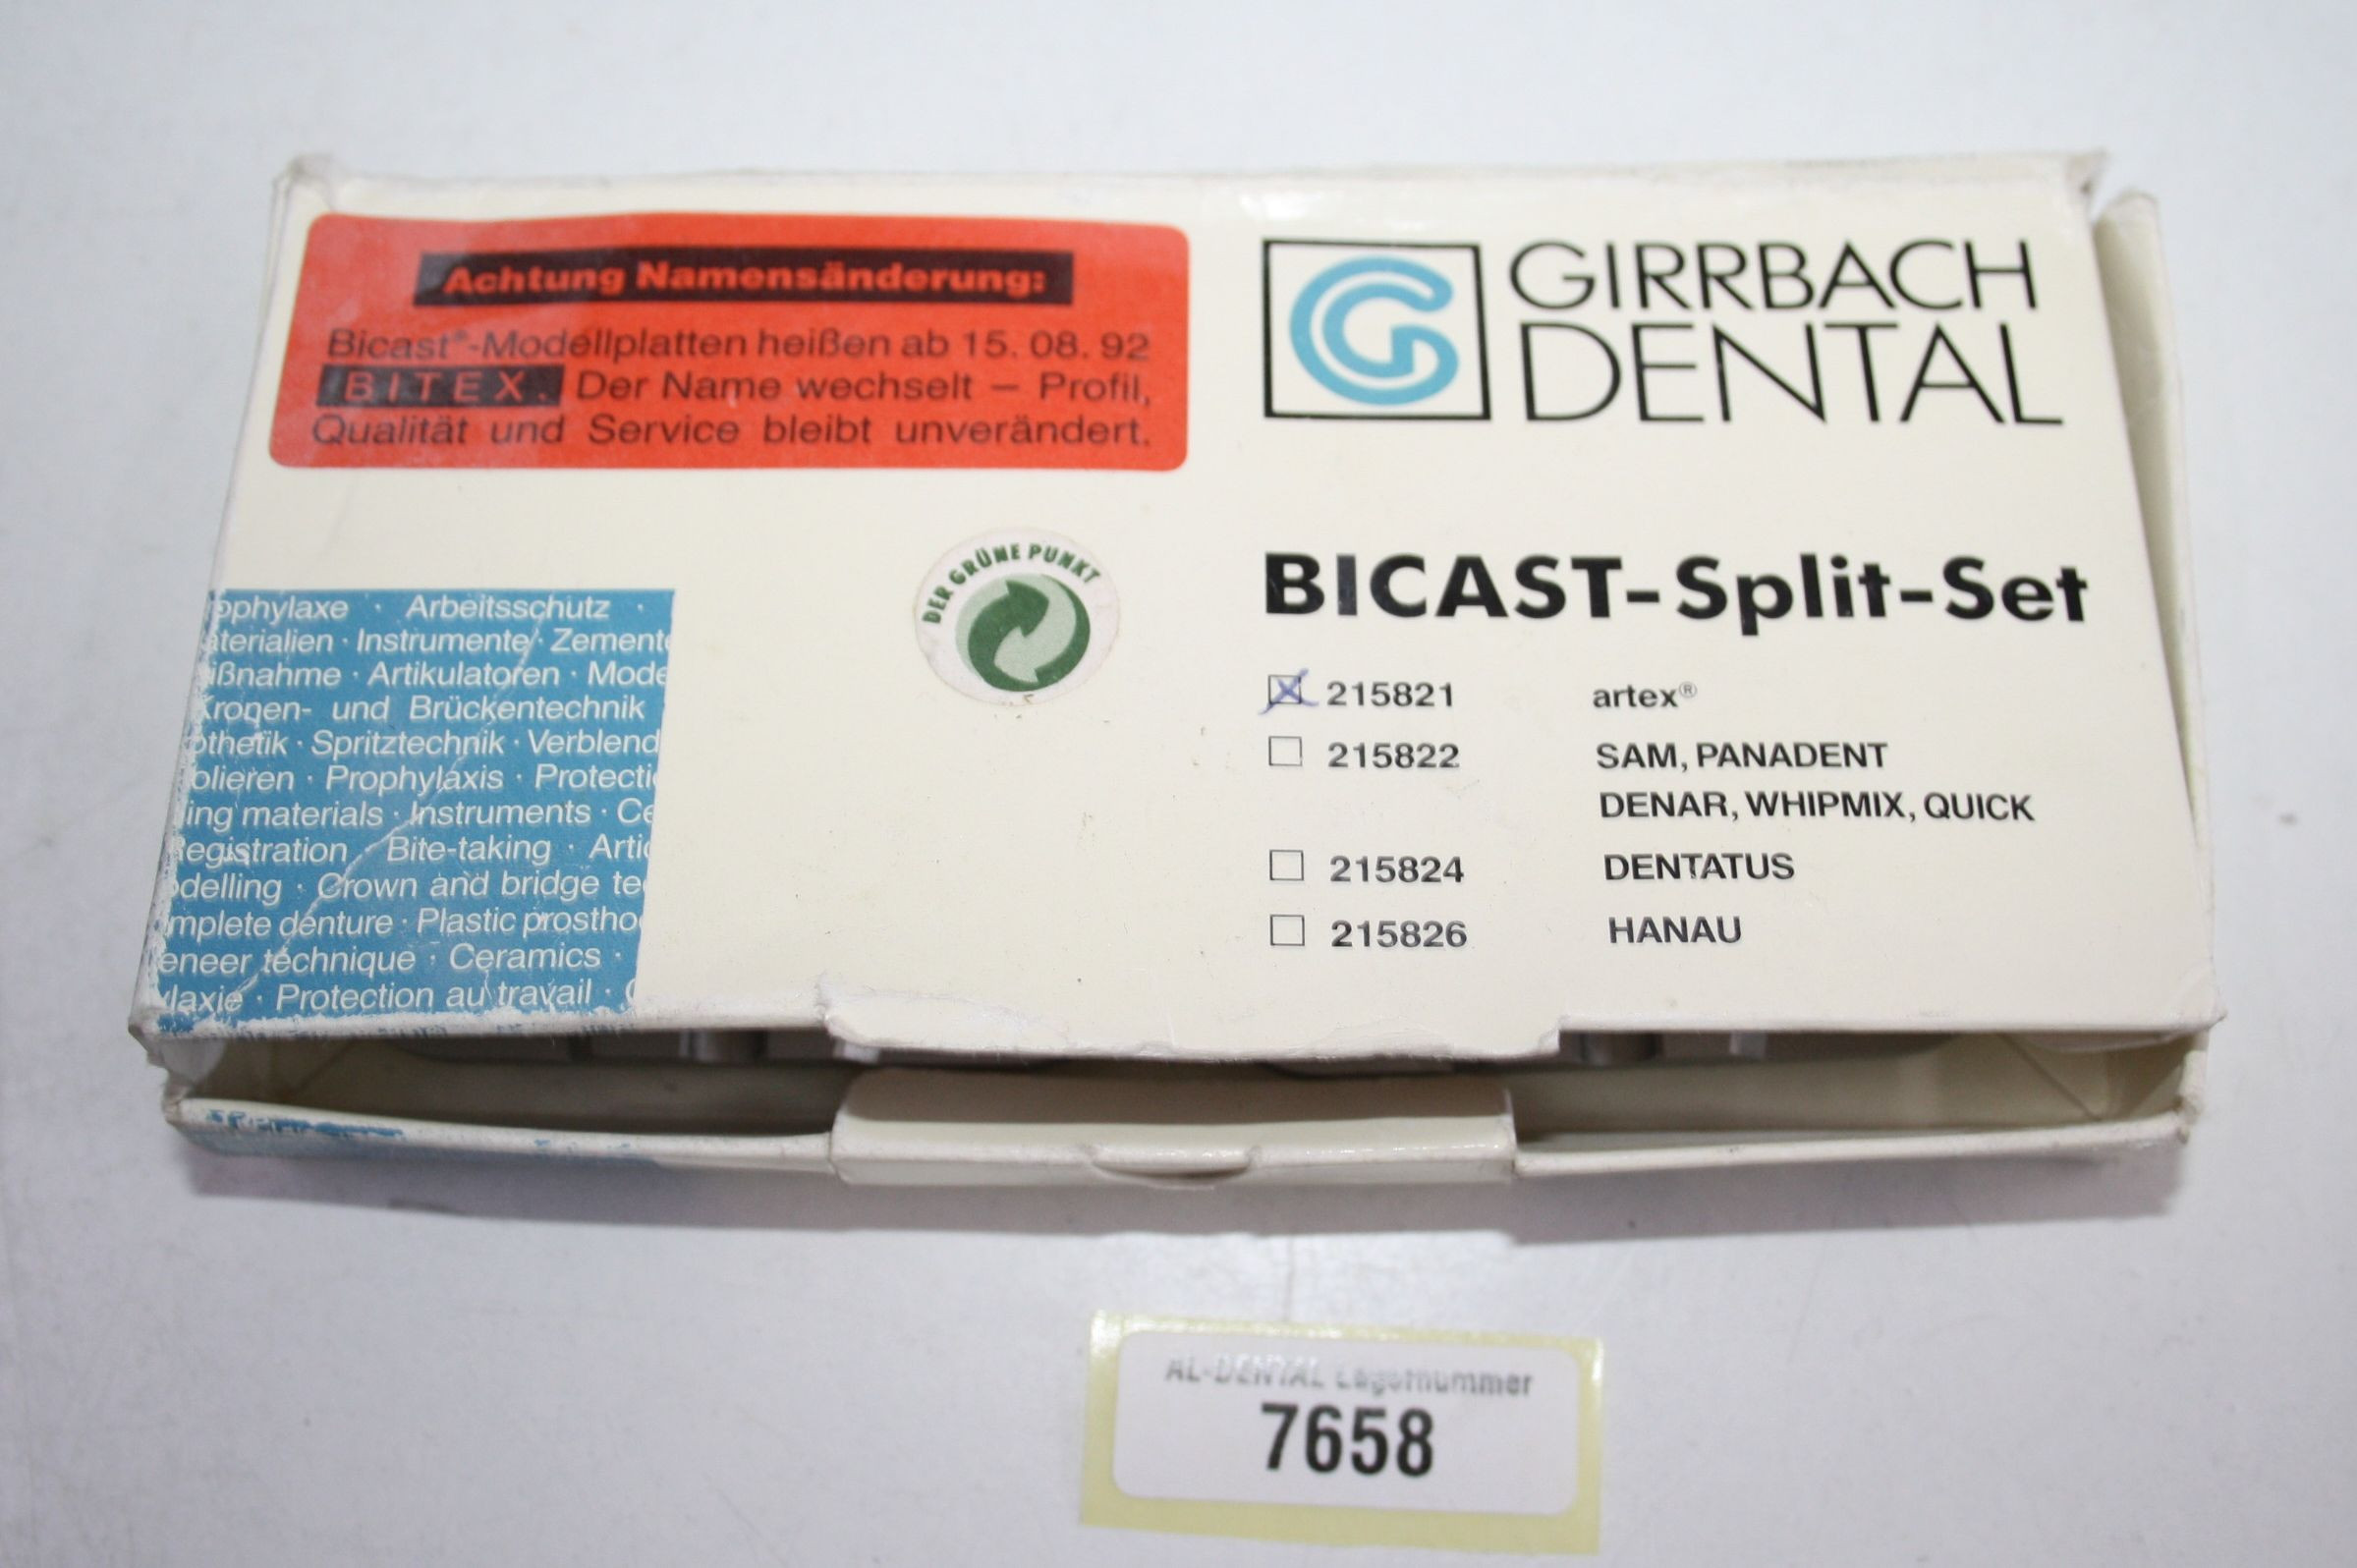 Achtung Namensänderung:
Bicast®-Modellplatten heißen ab 15. 08. 92
BITEX. Der Name wechselt – Profil,
Qualität und Service bleibt unverändert.
GIRRBACH
DENTAL
DER GRÜNE PUNKT
BICAST-Split-Set
215821 artex®
215822 SAM, PANADENT
DENAR, WHIPMIX, QUICK
215824 DENTATUS
215826 HANAU
ophylaxe · Arbeitsschutz ·
aterialien · Instrumente · Zemente
ißnahme · Artikulatoren · Mode
Kronen- und Brückentechnik
othetik · Spritztechnik · Verblend
olieren · Prophylaxis · Protecti
ing materials · Instruments · Ce
Registration · Bite-taking · Artic
odelling · Crown and bridge te
mplete denture · Plastic prostho
eneer technique · Ceramics ·
ylaxie · Protection au travail ·
AL-DENTAL Lagernummer
7658